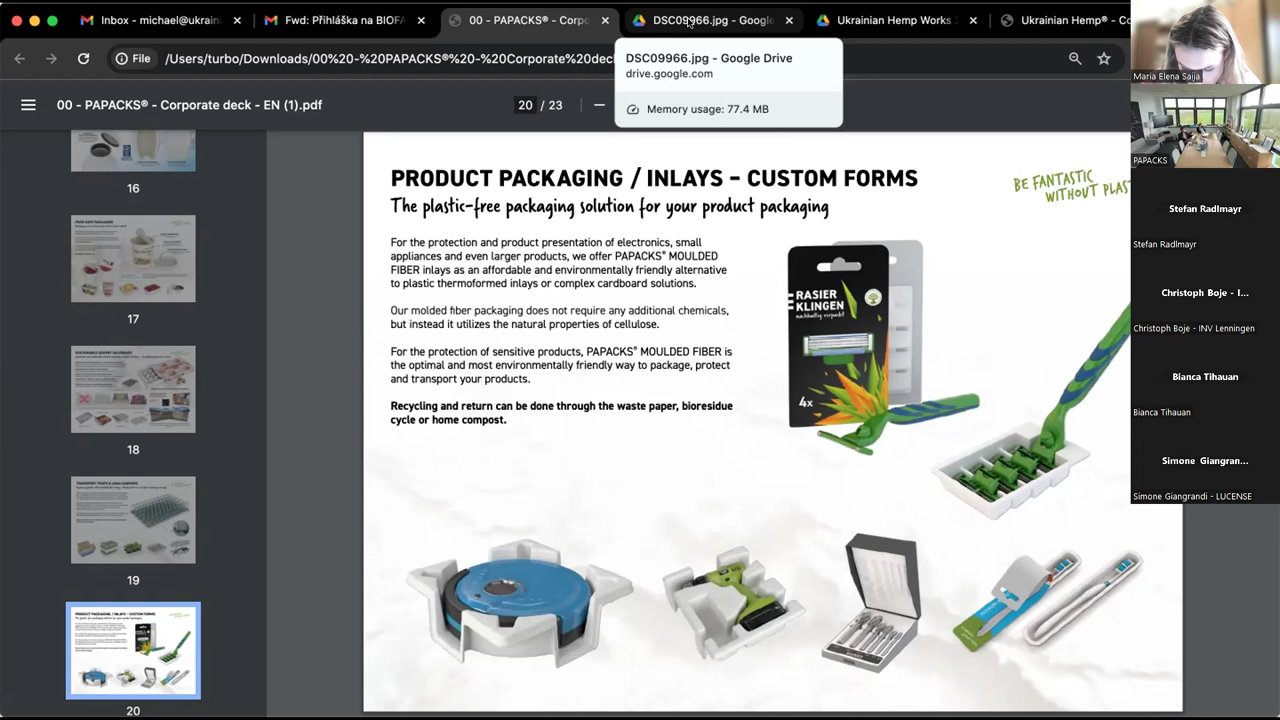 Inbox - michael@ukrain
Fwd: Přihláška na BIOFA
00 - PAPACKS® - Corpo
DSC09966.jpg - Google
Ukrainian Hemp Works
Ukrainian Hemp® - Co
File
/Users/turbo/Downloads/00%20-%20PAPACKS®%20-%20Corporate%20dec
DSC09966.jpg - Google Drive
drive.google.com
Memory usage: 77.4 MB
00 - PAPACKS® - Corporate deck - EN (1).pdf
20 / 23
16
17
18
19
20
PRODUCT PACKAGING / INLAYS – CUSTOM FORMS
The plastic-free packaging solution for your product packaging
BE FANTASTIC
WITHOUT PLAST
For the protection and product presentation of electronics, small
appliances and even larger products, we offer PAPACKS® MOULDED
FIBER inlays as an affordable and environmentally friendly alternative
to plastic thermoformed inlays or complex cardboard solutions.
Our molded fiber packaging does not require any additional chemicals,
but instead it utilizes the natural properties of cellulose.
For the protection of sensitive products, PAPACKS® MOULDED FIBER is
the optimal and most environmentally friendly way to package, protect
and transport your products.
Recycling and return can be done through the waste paper, bioresidue
cycle or home compost.
RASIER
KLINGEN
nachhaltig verpackt
4x
Maria Elena Saija
PAPACKS
Stefan Radlmayr
Stefan Radlmayr
Christoph Boje - I...
Christoph Boje - INV Lenningen
Bianca Tihauan
Bianca Tihauan
Simone Giangran...
Simone Giangrandi - LUCENSE